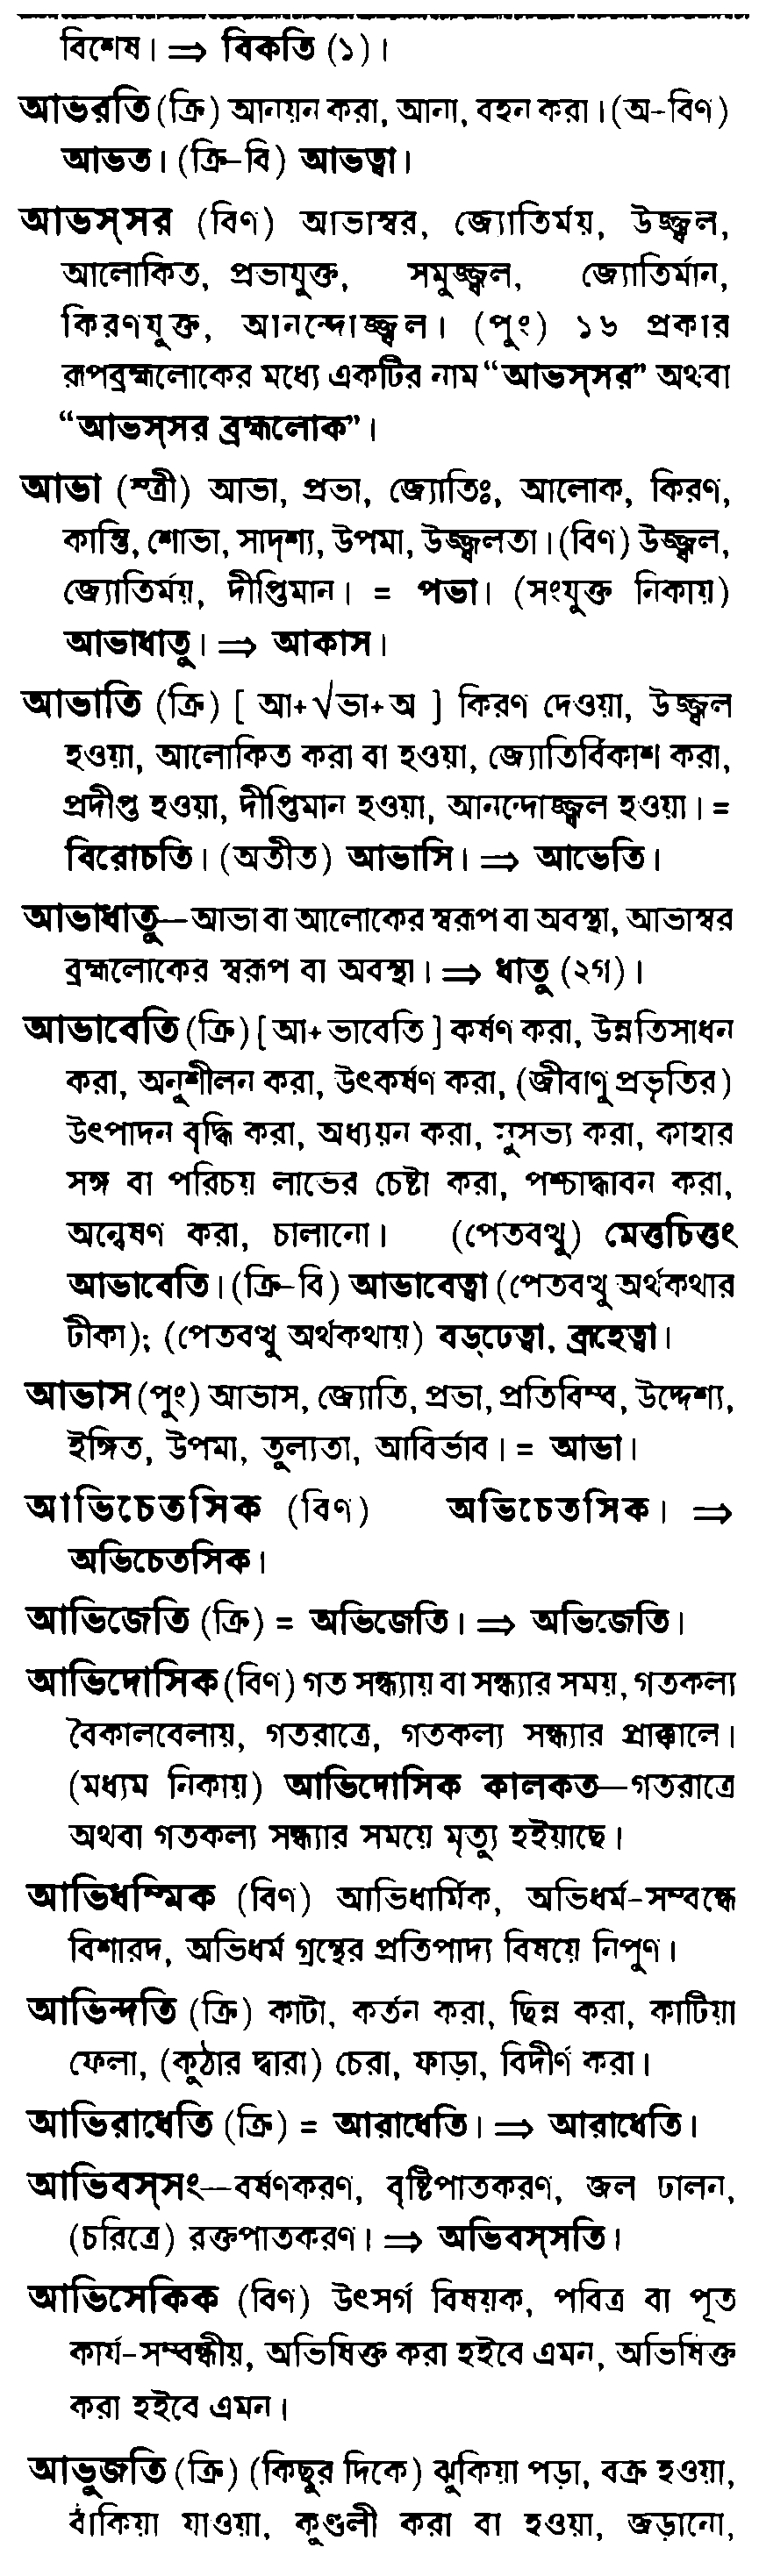 বিশেষ। ⇒ বিকতি (১)।
আভরতি (ক্রি) আনয়ন করা, আনা, বহন করা। (অ-বিণ)
আভত। (ক্রি-বি) আভত্বা।
আভস্সর (বিণ) আভাস্বর, জ্যোতির্ময়, উজ্জ্বল,
আলোকিত, প্রভাযুক্ত, সমুজ্জ্বল, জ্যোতির্মান,
কিরণযুক্ত, আনন্দোজ্জ্বল। (পুং) ১৬ প্রকার
রূপব্রহ্মলোকের মধ্যে একটির নাম “আভস্সর” অথবা
“আভস্সর ব্রহ্মলোক”।
আভা (স্ত্রী) আভা, প্রভা, জ্যোতিঃ, আলোক, কিরণ,
কান্তি, শোভা, সাদৃশ্য, উপমা, উজ্জ্বলতা। (বিণ) উজ্জ্বল,
জ্যোতির্ময়, দীপ্তিমান। = পভা। (সংযুক্ত নিকায়)
আভাধাতু। ⇒ আকাস।
আভাতি (ক্রি) [ আ+√ভা+অ ] কিরণ দেওয়া, উজ্জ্বল
হওয়া, আলোকিত করা বা হওয়া, জ্যোতির্বিকাশ করা,
প্রদীপ্ত হওয়া, দীপ্তিমান হওয়া, আনন্দোজ্জ্বল হওয়া। =
বিরোচতি। (অতীত) আভাসি। ⇒ আভেতি।
আভাধাতু—আভা বা আলোকের স্বরূপ বা অবস্থা, আভাস্বর
ব্রহ্মলোকের স্বরূপ বা অবস্থা। ⇒ ধাতু (২গ)।
আভাবেতি (ক্রি) [ আ+ ভাবেতি ] কর্ষণ করা, উন্নতিসাধন
করা, অনুশীলন করা, উৎকর্ষণ করা, (জীবাণু প্রভৃতির)
উৎপাদন বৃদ্ধি করা, অধ্যয়ন করা, সুসভ্য করা, কাহার
সঙ্গ বা পরিচয় লাভের চেষ্টা করা, পশ্চাদ্ধাবন করা,
অন্বেষণ করা, চালানো। (পেতবত্থু) মেত্তচিত্তং
আভাবেতি। (ক্রি-বি) আভাবেত্বা (পেতবত্থু অর্থকথার
টীকা); (পেতবত্থু অর্থকথায়) বড্ঢেত্বা, ব্রূহেত্বা।
আভাস (পুং) আভাস, জ্যোতি, প্রভা, প্রতিবিম্ব, উদ্দেশ্য,
ইঙ্গিত, উপমা, তুল্যতা, আবির্ভাব। = আভা।
আভিচেতসিক (বিণ) অভিচেতসিক। ⇒
অভিচেতসিক।
আভিজেতি (ক্রি) = অভিজেতি। ⇒ অভিজেতি।
আভিদোসিক (বিণ) গত সন্ধ্যায় বা সন্ধ্যার সময়, গতকল্য
বৈকালবেলায়, গতরাত্রে, গতকল্য সন্ধ্যার প্রাক্কালে।
(মধ্যম নিকায়) আভিদোসিক কালকত—গতরাত্রে
অথবা গতকল্য সন্ধ্যার সময়ে মৃত্যু হইয়াছে।
আভিধম্মিক (বিণ) আভিধার্মিক, অভিধর্ম-সম্বন্ধে
বিশারদ, অভিধর্ম গ্রন্থের প্রতিপাদ্য বিষয়ে নিপুণ।
আভিন্দতি (ক্রি) কাটা, কর্তন করা, ছিন্ন করা, কাটিয়া
ফেলা, (কুঠার দ্বারা) চেরা, ফাড়া, বিদীর্ণ করা।
আভিরাধেতি (ক্রি) = আরাধেতি। ⇒ আরাধেতি।
আভিবস্সং—বর্ষণকরণ, বৃষ্টিপাতকরণ, জল ঢালন,
(চরিত্রে) রক্তপাতকরণ। ⇒ অভিবস্সতি।
আভিসেকিক (বিণ) উৎসর্গ বিষয়ক, পবিত্র বা পূত
কার্য-সম্বন্ধীয়, অভিষিক্ত করা হইবে এমন, অভিষিক্ত
করা হইবে এমন।
আভুজতি (ক্রি) (কিছুর দিকে) ঝুকিয়া পড়া, বক্র হওয়া,
বাঁকিয়া যাওয়া, কুণ্ডলী করা বা হওয়া, জড়ানো,